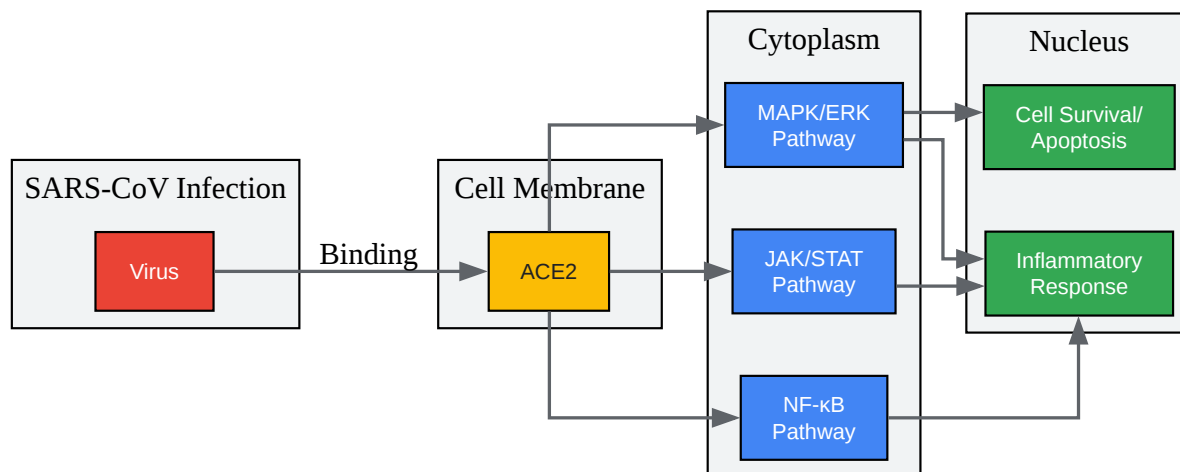 SARS-CoV Infection
Virus
Binding
Cell Membrane
ACE2
Cytoplasm
MAPK/ERK
Pathway
JAK/STAT
Pathway
NF-κB
Pathway
Nucleus
Cell Survival/
Apoptosis
Inflammatory
Response